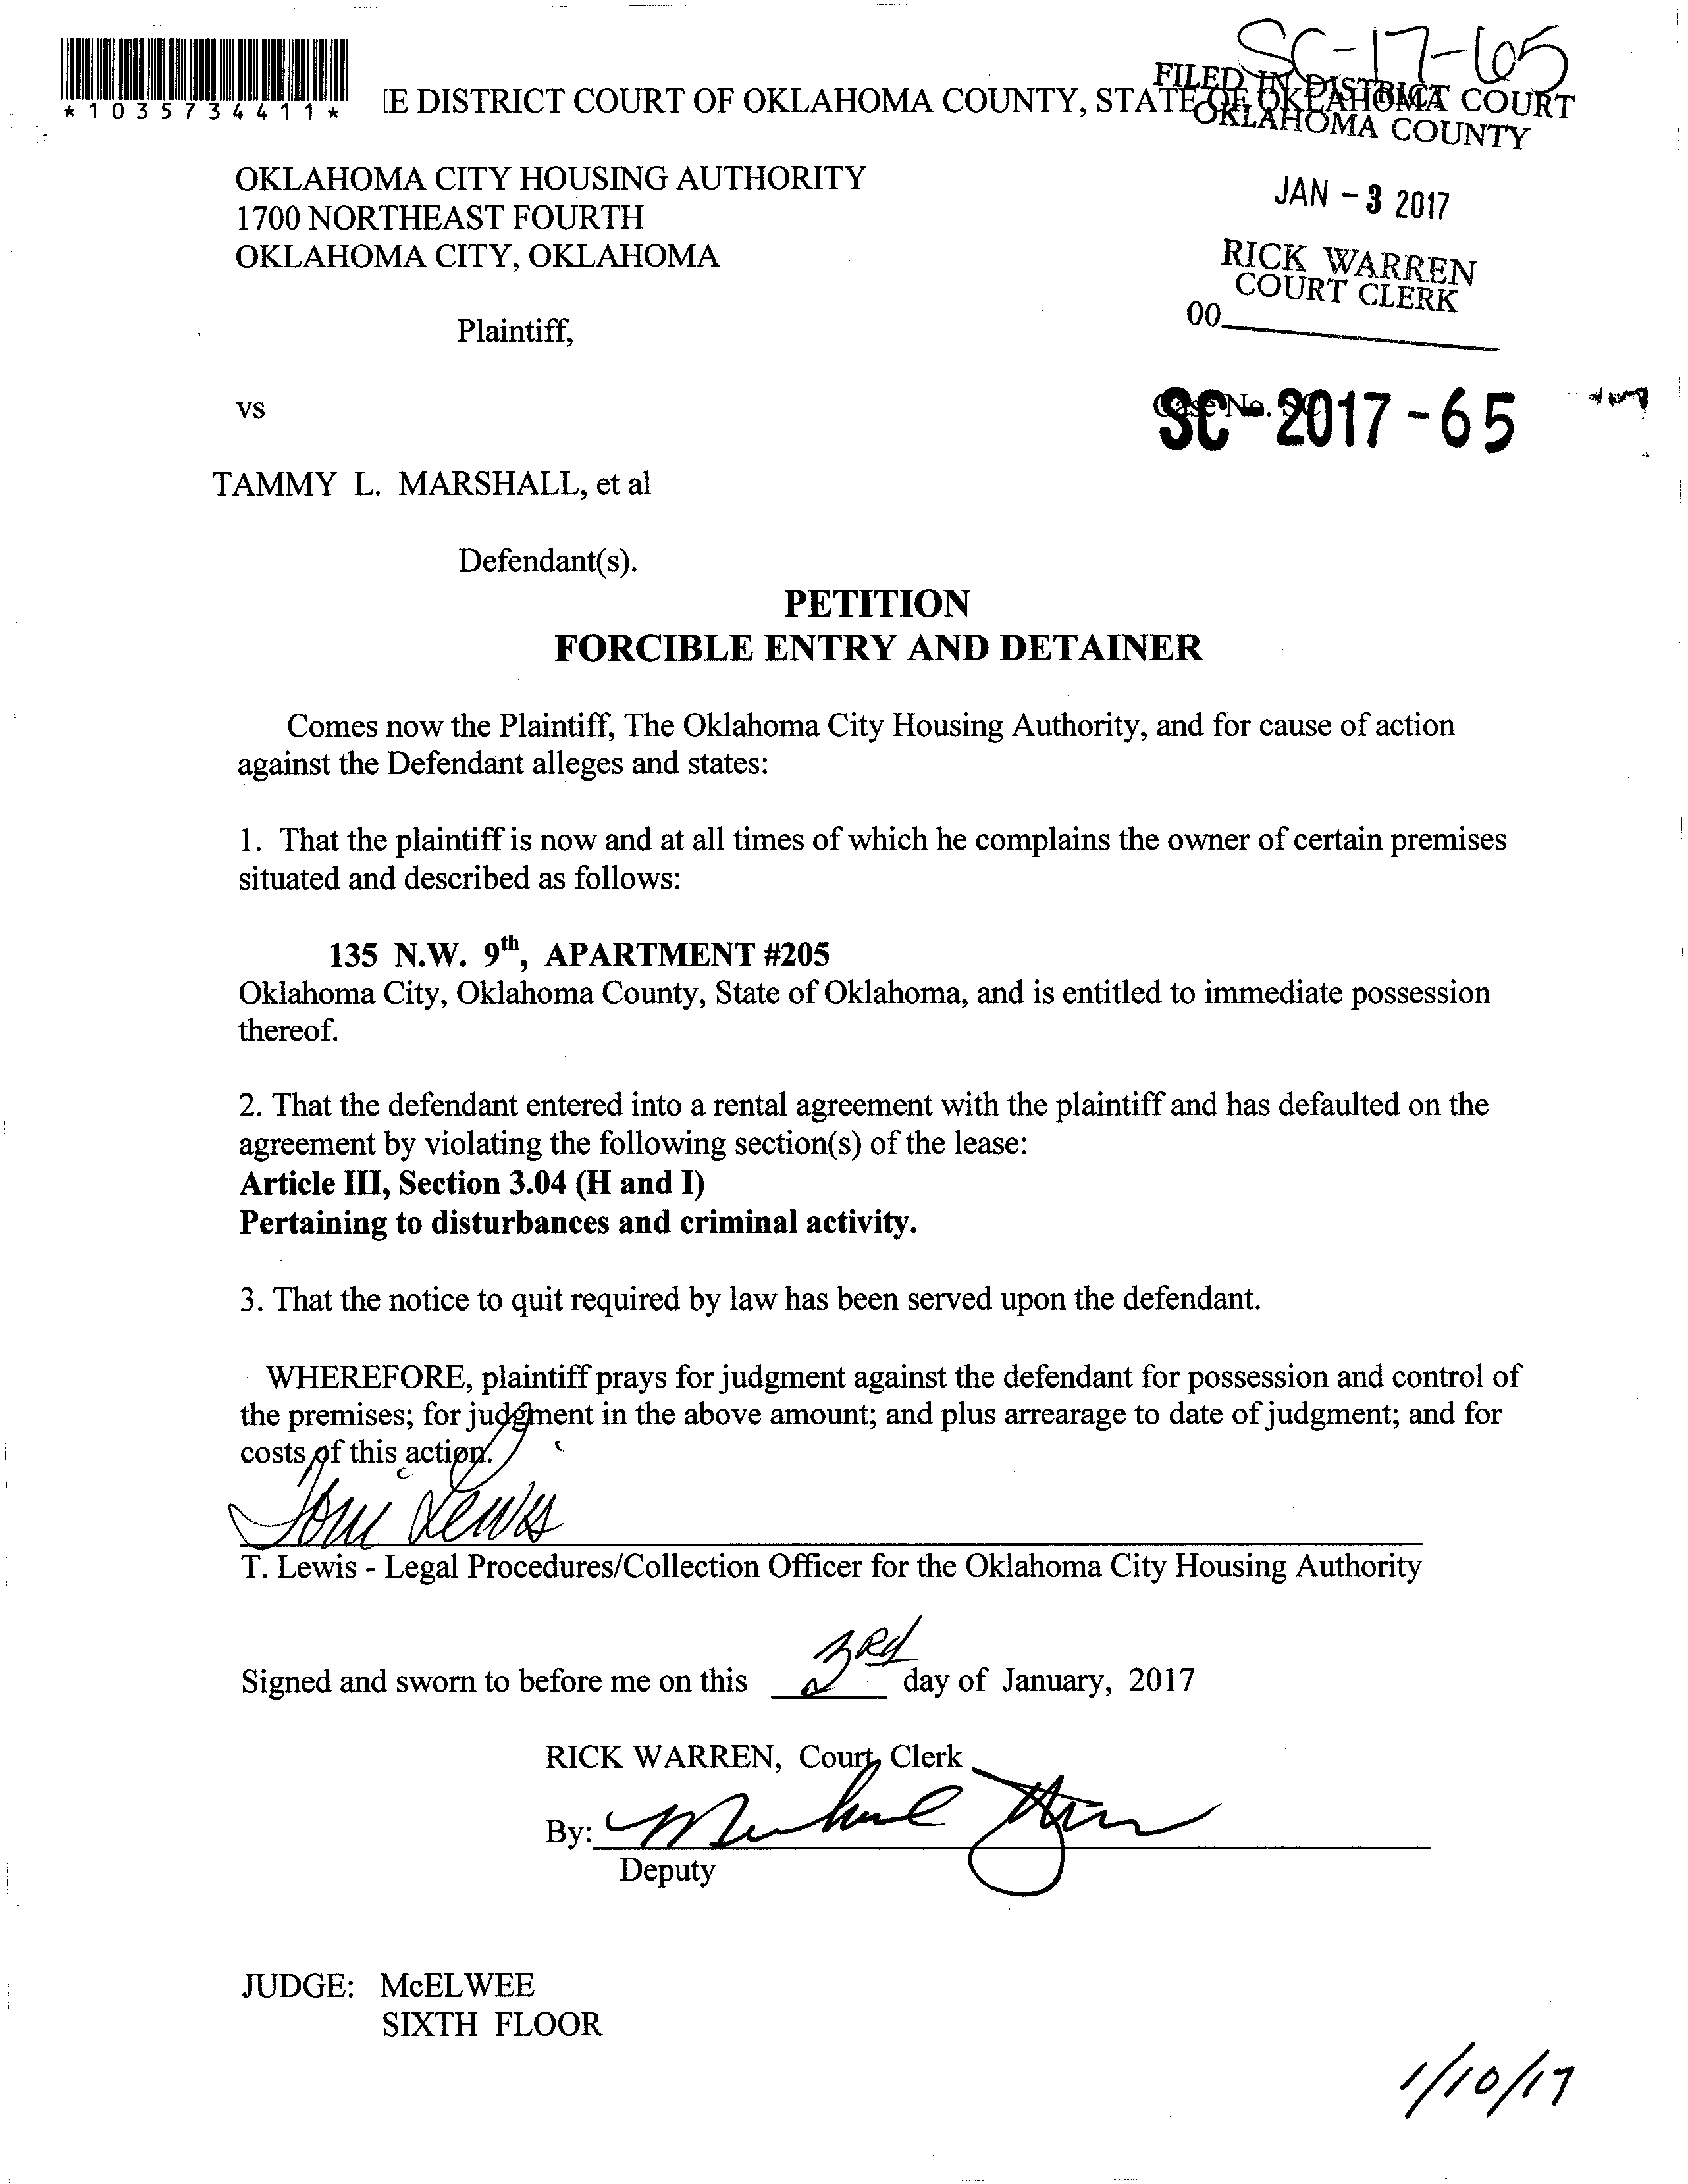 SC-17-65
*1035734411*
E DISTRICT COURT OF OKLAHOMA COUNTY, STATE OF OKLAHOMA
FILED IN DISTRICT COURT
OKLAHOMA COUNTY
OKLAHOMA CITY HOUSING AUTHORITY
1700 NORTHEAST FOURTH
OKLAHOMA CITY, OKLAHOMA
JAN - 3 2017
RICK WARREN
COURT CLERK
00
Plaintiff,
vs
Case No. SC
SC-2017-65
TAMMY L. MARSHALL, et al
Defendant(s).
PETITION
FORCIBLE ENTRY AND DETAINER
Comes now the Plaintiff, The Oklahoma City Housing Authority, and for cause of action
against the Defendant alleges and states:
1. That the plaintiff is now and at all times of which he complains the owner of certain premises
situated and described as follows:
135 N.W. 9th, APARTMENT #205
Oklahoma City, Oklahoma County, State of Oklahoma, and is entitled to immediate possession
thereof.
2. That the defendant entered into a rental agreement with the plaintiff and has defaulted on the
agreement by violating the following section(s) of the lease:
Article III, Section 3.04 (H and I)
Pertaining to disturbances and criminal activity.
3. That the notice to quit required by law has been served upon the defendant.
WHEREFORE, plaintiff prays for judgment against the defendant for possession and control of
the premises; for judgment in the above amount; and plus arrearage to date of judgment; and for
costs of this action.
T. Lewis - Legal Procedures/Collection Officer for the Oklahoma City Housing Authority
Signed and sworn to before me on this 3rd day of January, 2017
RICK WARREN, Court Clerk
By:
Deputy
JUDGE: McELWEE
SIXTH FLOOR
1/10/17